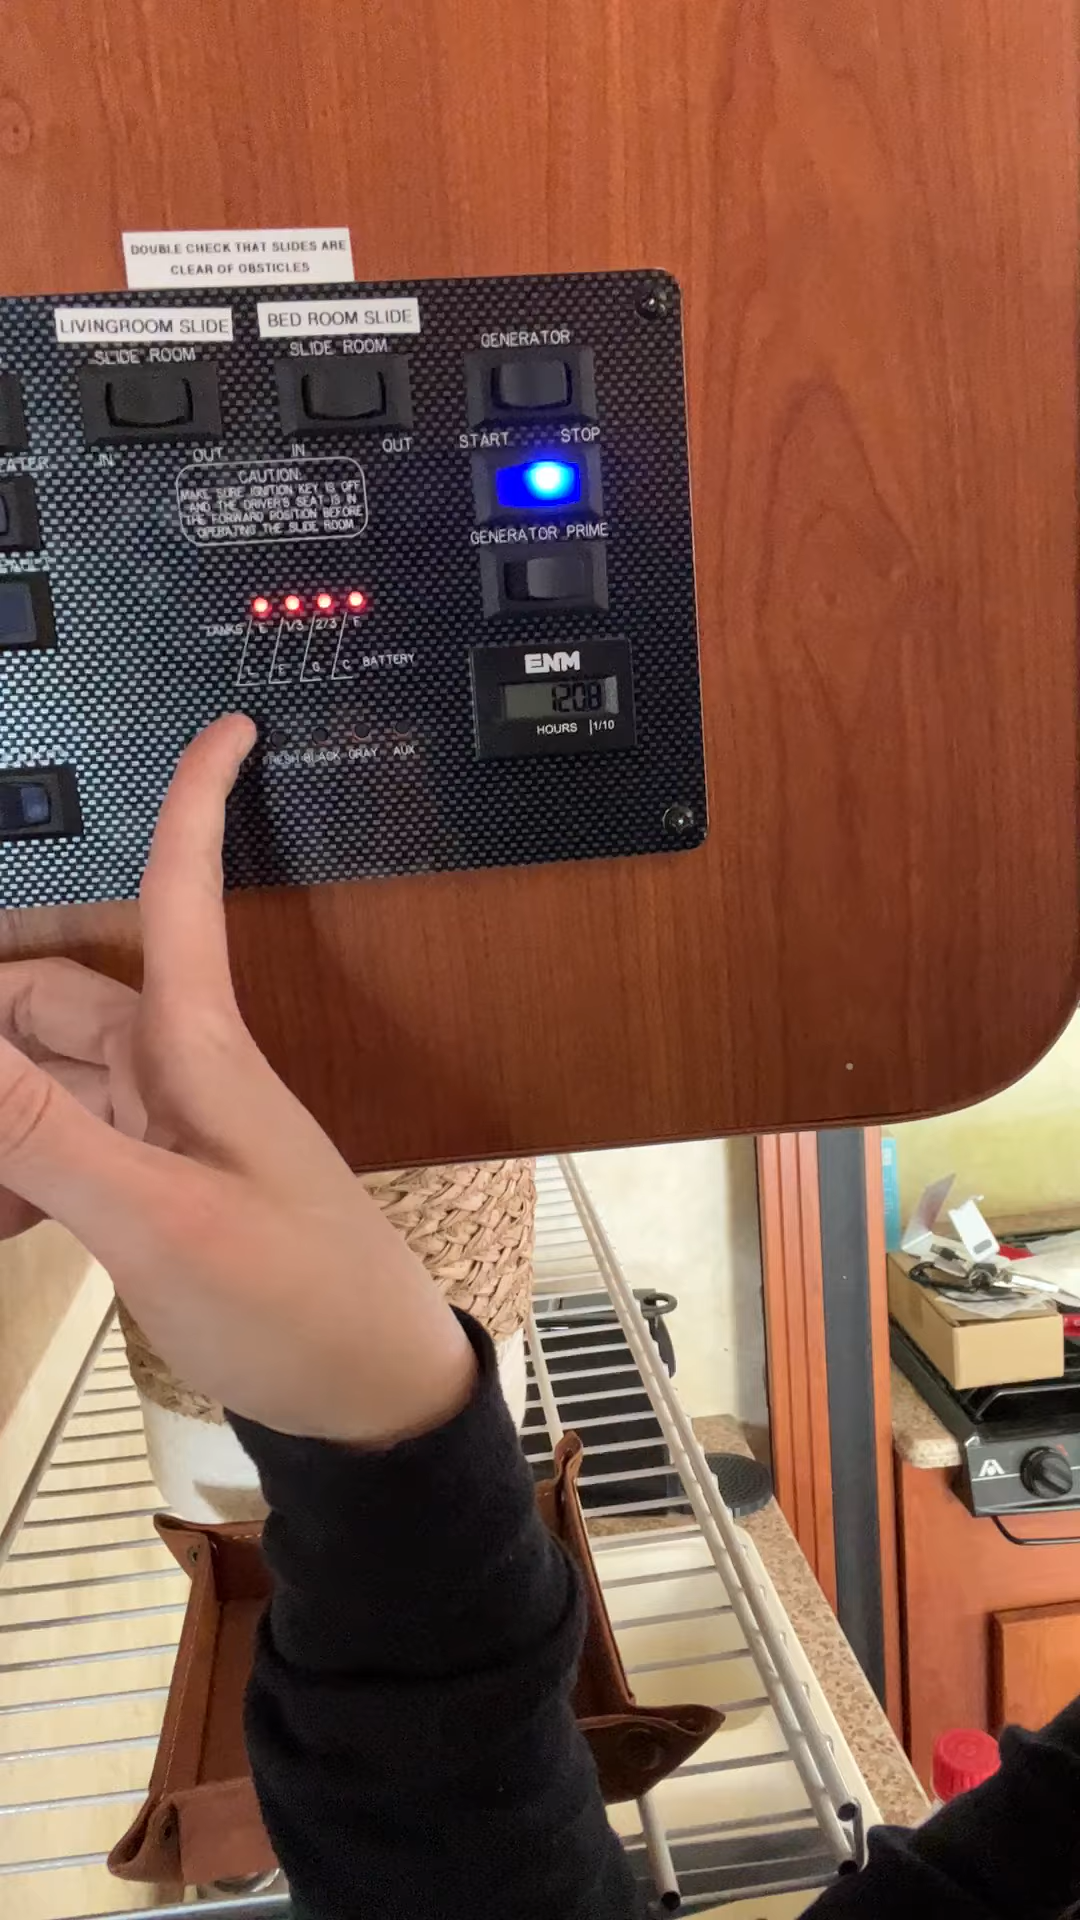 DOUBLE CHECK THAT SLIDES ARE
CLEAR OF OBSTICLES
LIVINGROOM SLIDE
BED ROOM SLIDE
SLIDE ROOM
SLIDE ROOM
GENERATOR
IN
OUT
IN
OUT
START
STOP
CAUTION:
MAKE SURE IGNITION KEY IS OFF
AND THE DRIVER'S SEAT IS IN
THE FORWARD POSITION BEFORE
OPERATING THE SLIDE ROOM
GENERATOR PRIME
TANKS E 1/3 2/3 F
L F G C BATTERY
ENM
1208
HOURS 1/10
FRESH BLACK GRAY AUX